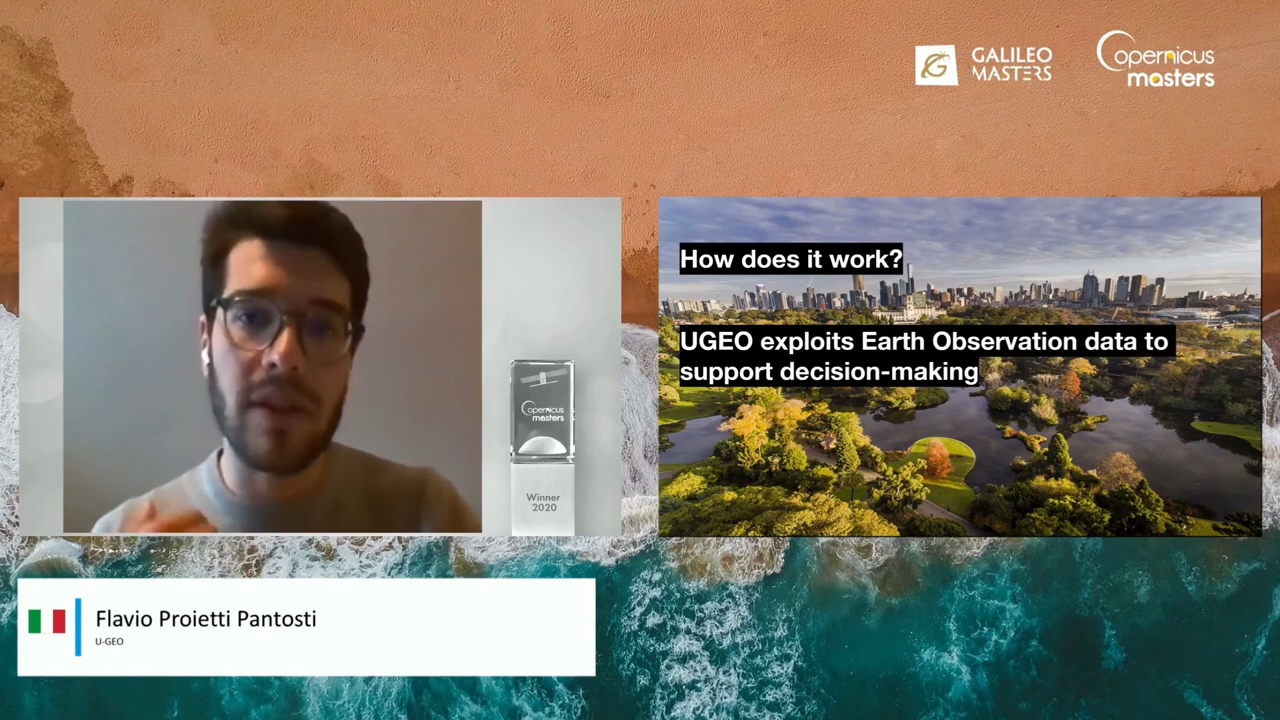 GALILEO
MASTERS
Copernicus
masters
How does it work?
UGEO exploits Earth Observation data to
support decision-making
Copernicus
masters
Winner
2020
Flavio Proietti Pantosti
U-GEO